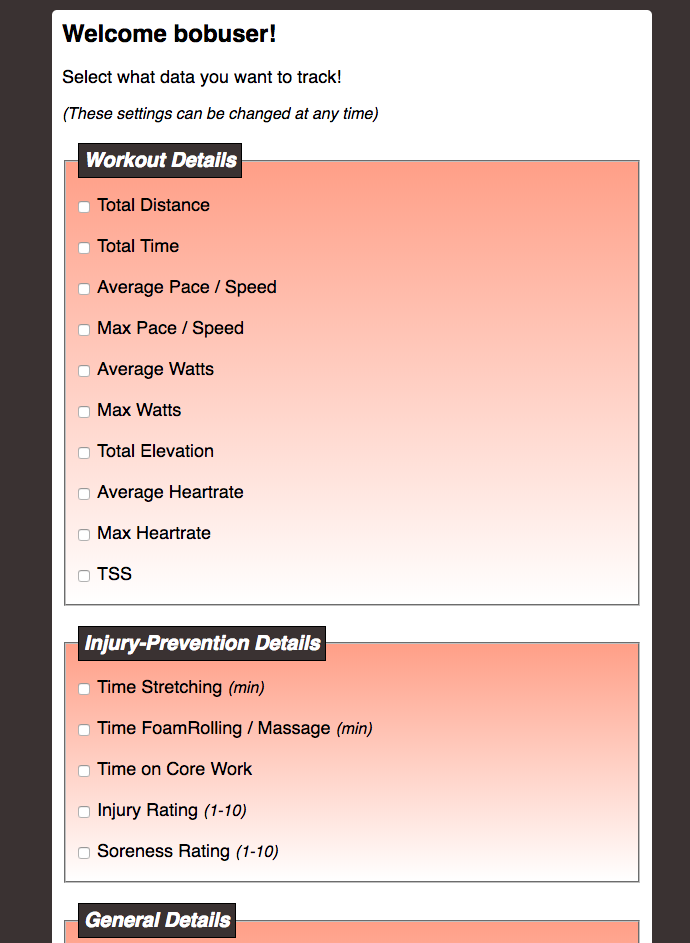 Welcome bobuser!
Select what data you want to track!
(These settings can be changed at any time)
Workout Details
Total Distance
Total Time
Average Pace / Speed
Max Pace / Speed
Average Watts
Max Watts
Total Elevation
Average Heartrate
Max Heartrate
TSS
Injury-Prevention Details
Time Stretching (min)
Time FoamRolling / Massage (min)
Time on Core Work
Injury Rating (1-10)
Soreness Rating (1-10)
General Details